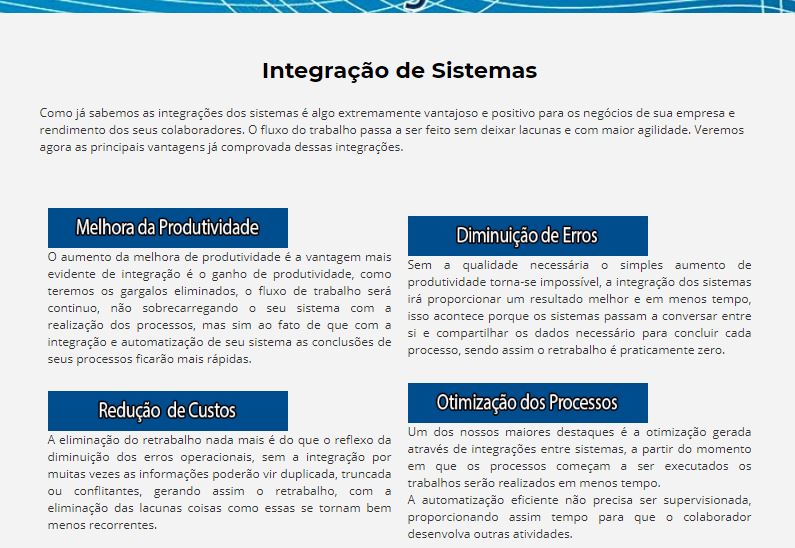 Integração de Sistemas
Como já sabemos as integrações dos sistemas é algo extremamente vantajoso e positivo para os negócios de sua empresa e
rendimento dos seus colaboradores. O fluxo do trabalho passa a ser feito sem deixar lacunas e com maior agilidade. Veremos
agora as principais vantagens já comprovada dessas integrações.
Melhora da Produtividade
O aumento da melhora de produtividade é a vantagem mais
evidente de integração é o ganho de produtividade, como
teremos os gargalos eliminados, o fluxo de trabalho será
continuo, não sobrecarregando o seu sistema com a
realização dos processos, mas sim ao fato de que com a
integração e automatização de seu sistema as conclusões de
seus processos ficarão mais rápidas.
Diminuição de Erros
Sem a qualidade necessária o simples aumento de
produtividade torna-se impossível, a integração dos sistemas
irá proporcionar um resultado melhor e em menos tempo,
isso acontece porque os sistemas passam a conversar entre
si e compartilhar os dados necessário para concluir cada
processo, sendo assim o retrabalho é praticamente zero.
Redução de Custos
A eliminação do retrabalho nada mais é do que o reflexo da
diminuição dos erros operacionais, sem a integração por
muitas vezes as informações poderão vir duplicada, truncada
ou conflitantes, gerando assim o retrabalho, com a
eliminação das lacunas coisas como essas se tornam bem
menos recorrentes.
Otimização dos Processos
Um dos nossos maiores destaques é a otimização gerada
através de integrações entre sistemas, a partir do momento
em que os processos começam a ser executados os
trabalhos serão realizados em menos tempo.
A automatização eficiente não precisa ser supervisionada,
proporcionando assim tempo para que o colaborador
desenvolva outras atividades.